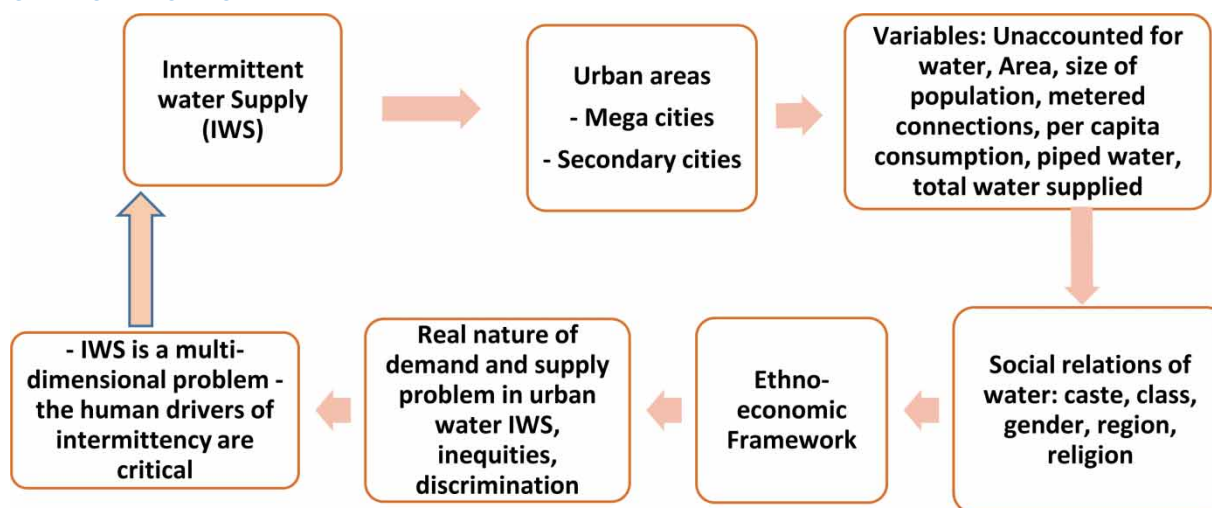 Intermittent
water Supply
(IWS)
Urban areas
- Mega cities
- Secondary cities
Variables: Unaccounted for
water, Area, size of
population, metered
connections, per capita
consumption, piped water,
total water supplied
Social relations of
water: caste, class,
gender, region,
religion
Ethno-
economic
Framework
Real nature of
demand and supply
problem in urban
water IWS,
inequities,
discrimination
- IWS is a multi-
dimensional problem -
the human drivers of
intermittency are
critical